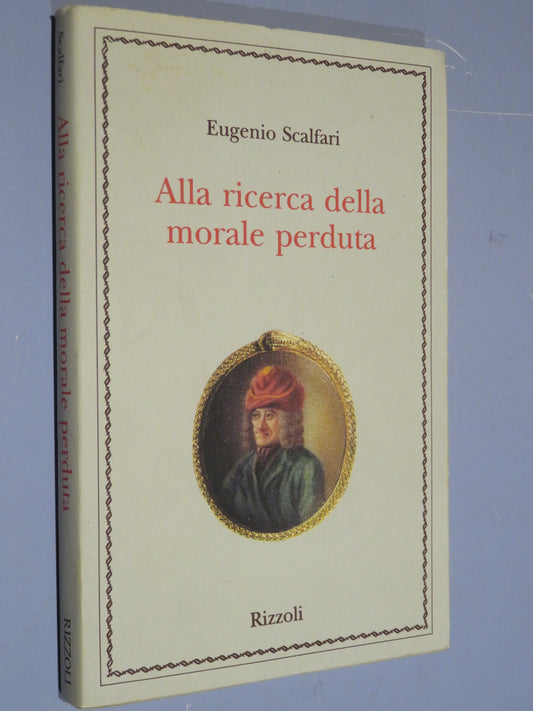 Scalfari
Alla ricerca della morale perduta
RIZZOLI
Eugenio Scalfari
Alla ricerca della
morale perduta
Rizzoli